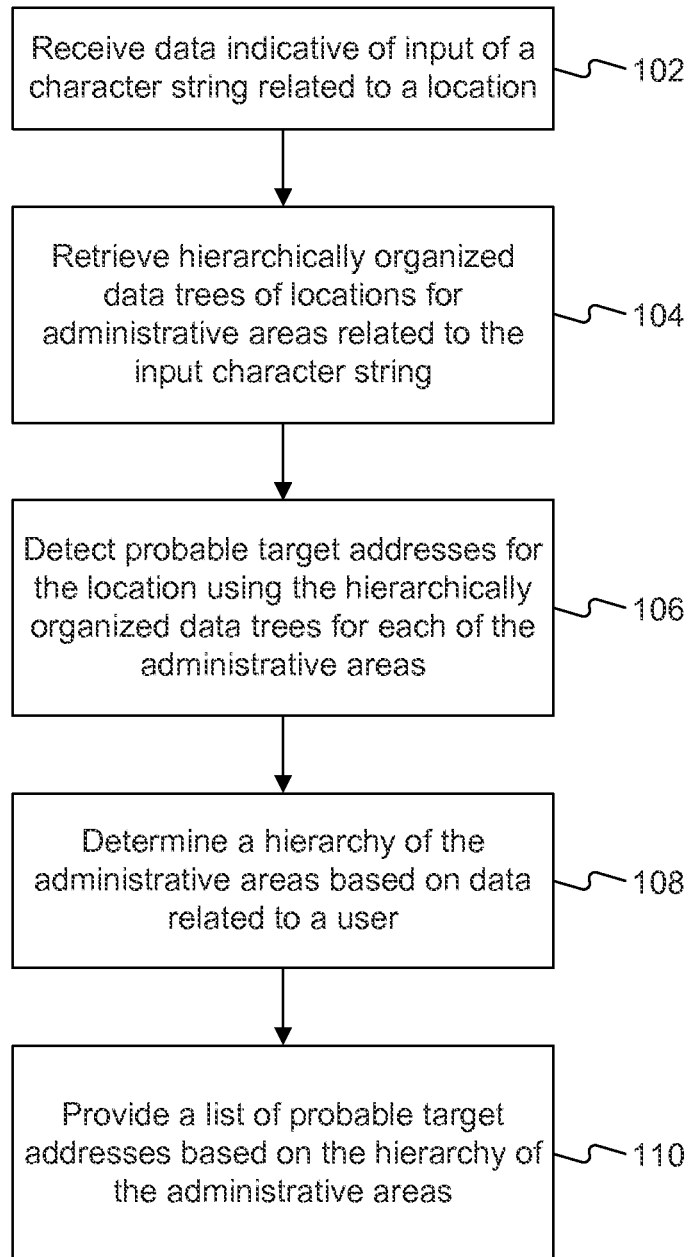 Receive data indicative of input of a
character string related to a location
102
Retrieve hierarchically organized
data trees of locations for
administrative areas related to the
input character string
104
Detect probable target addresses for
the location using the hierarchically
organized data trees for each of the
administrative areas
106
Determine a hierarchy of the
administrative areas based on data
related to a user
108
Provide a list of probable target
addresses based on the hierarchy of
the administrative areas
110